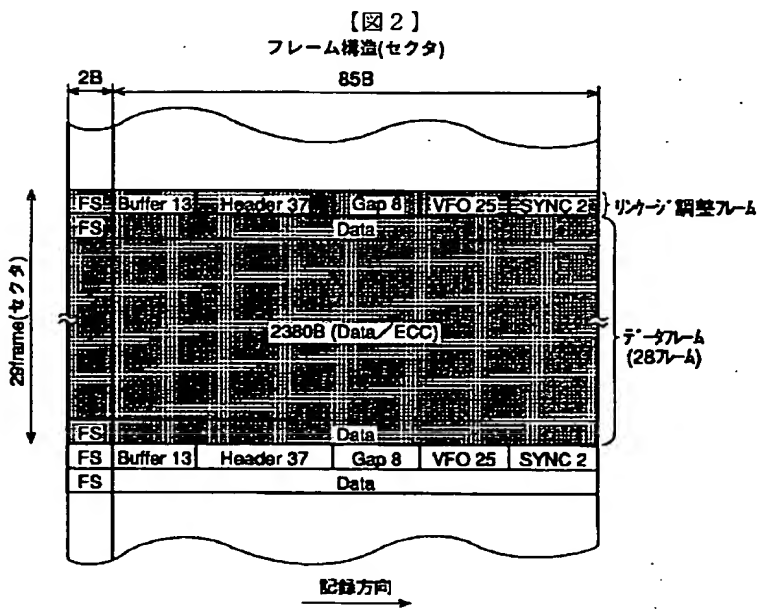 【図2】
フレーム構造(セクタ)
2B 85B
FS Buffer 13 Header 37 Gap 8 VFO 25 SYNC 2 リンケージ調整フレーム
FS Data
29frame(セクタ)
2380B (Data/ECC)
データフレーム
(28フレーム)
FS Data
FS Buffer 13 Header 37 Gap 8 VFO 25 SYNC 2
FS Data
記録方向